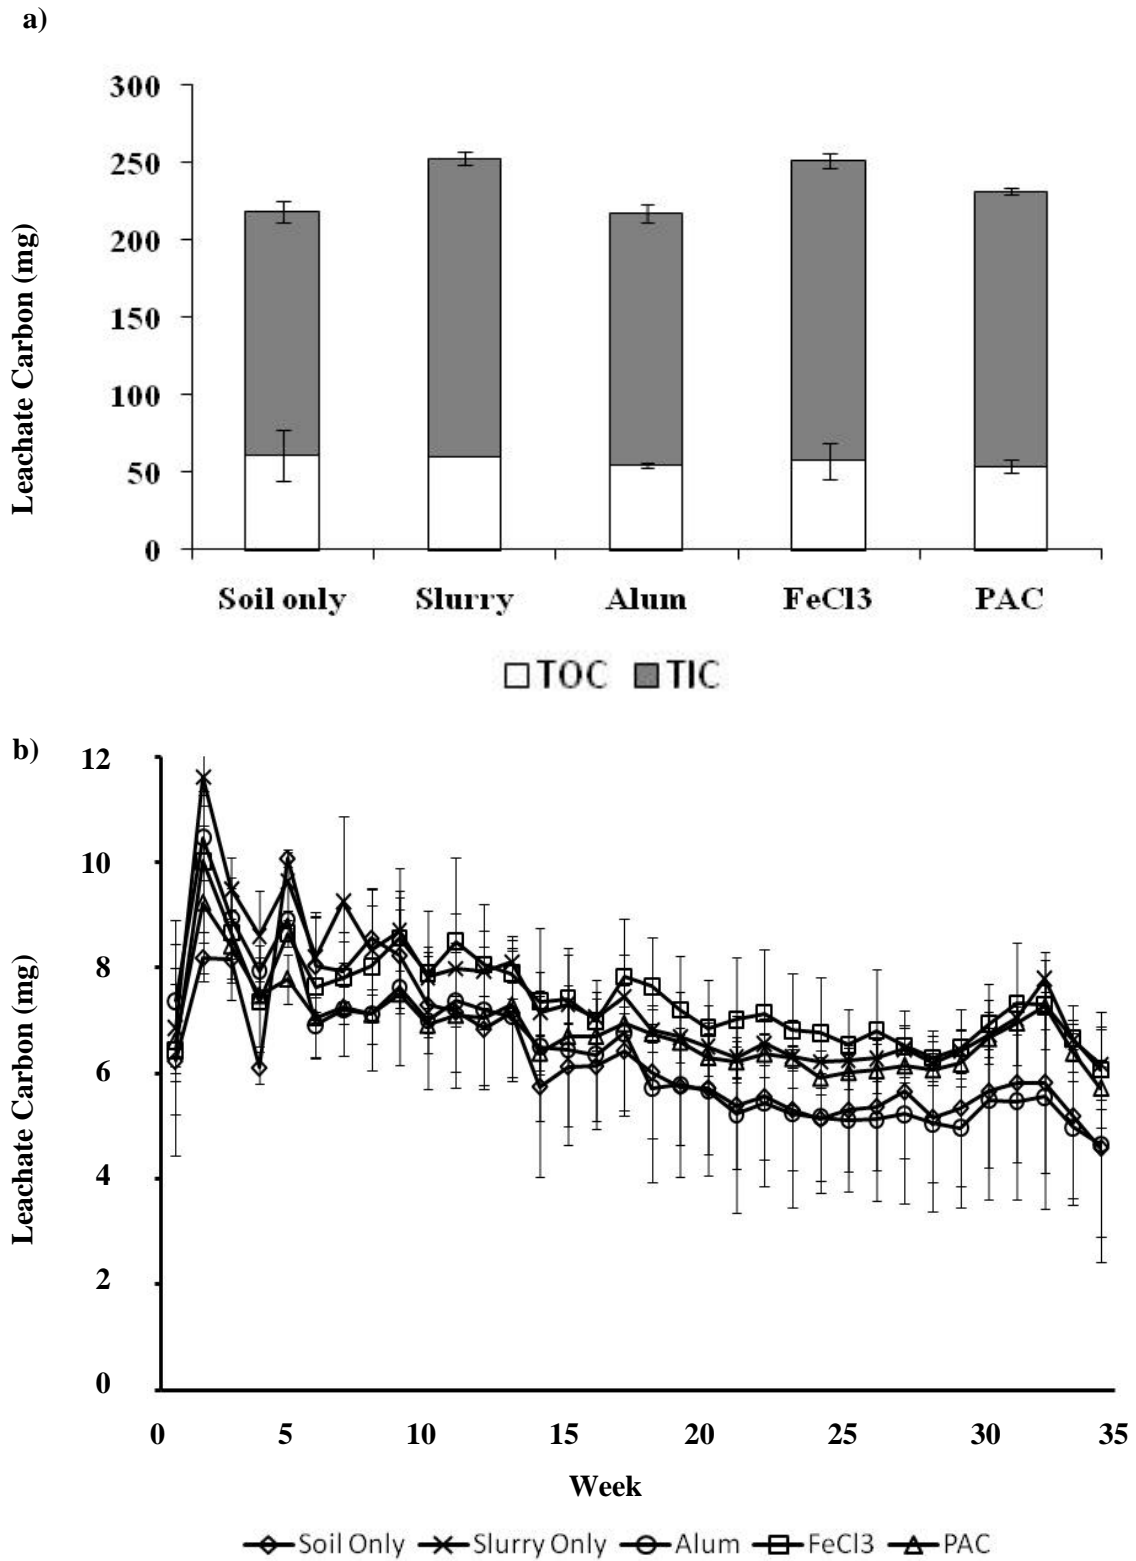 a)
300
250
200
150
100
50
0
Leachate Carbon (mg)
Soil only Slurry Alum FeCl3 PAC
TOC TIC
b)
12
10
8
6
4
2
0
Leachate Carbon (mg)
0 5 10 15 20 25 30 35
Week
Soil Only Slurry Only Alum FeCl3 PAC